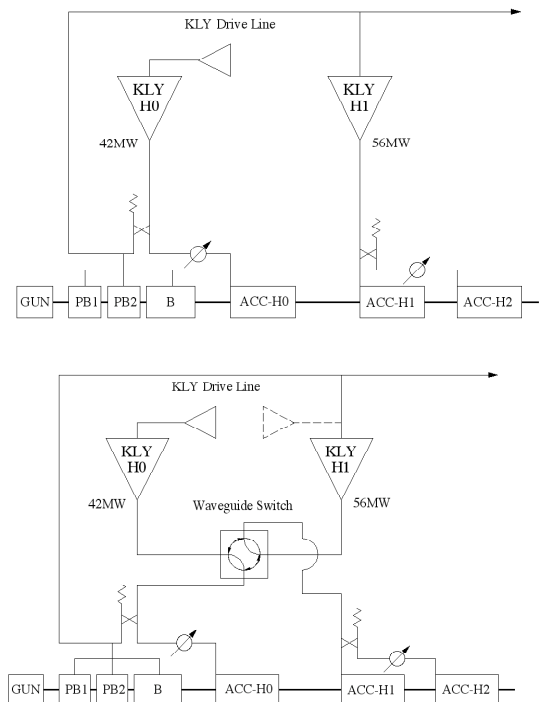 KLY Drive Line
KLY
H0
KLY
H1
42MW
56MW
GUN
PB1
PB2
B
ACC-H0
ACC-H1
ACC-H2
KLY Drive Line
KLY
H0
KLY
H1
42MW
Waveguide Switch
56MW
GUN
PB1
PB2
B
ACC-H0
ACC-H1
ACC-H2